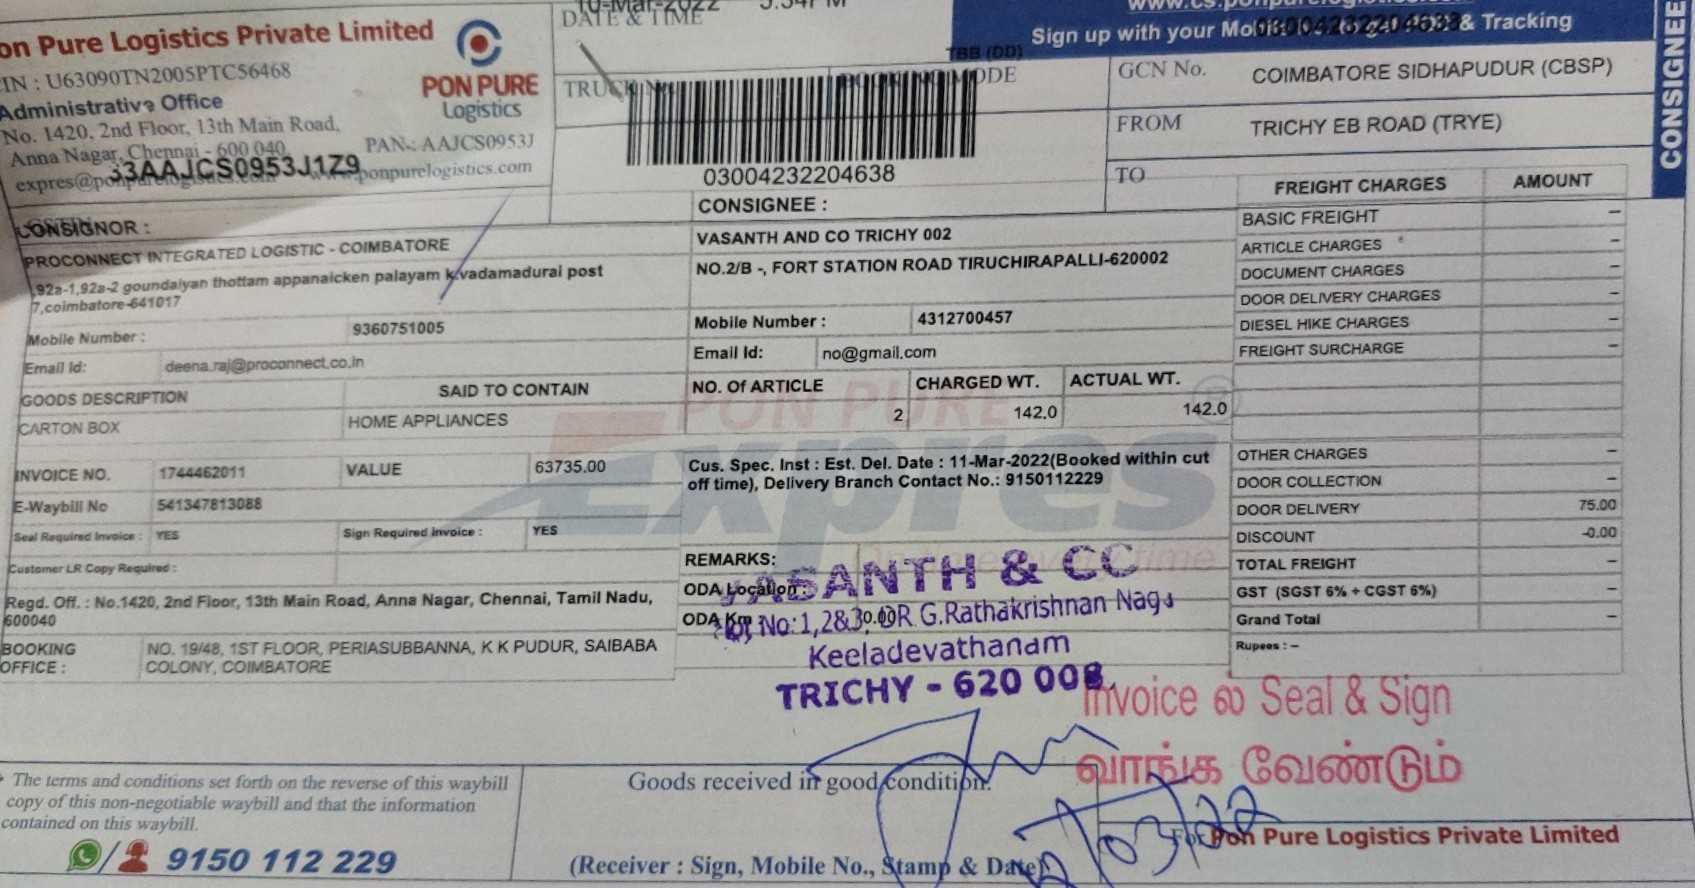 on Pure Logistics Private Limited
IN : U63090TN2005PTC56468
Administrative Office
No. 1420, 2nd Floor, 13th Main Road,
Anna Nagar, Chennai - 600 040.
PAN-: AAJCS0953J
33AAJCS0953J1Z9
ponpurelogistics.com
PON PURE
Logistics
10-Mar-2022
DATE & TIME
TBB (DD)
03004232204638
Sign up with your & Tracking
03004232204638
GCN No.
COIMBATORE SIDHAPUDUR (CBSP)
FROM
TRICHY EB ROAD (TRYE)
TO
CONSIGNEE
CONSIGNOR :
PROCONNECT INTEGRATED LOGISTIC - COIMBATORE
,92a-1,92a-2 goundaiyan thottam appanaicken palayam k.vadamadurai post
7,coimbatore-641017
Mobile Number :
9360751005
Email Id:
deena.raj@proconnect.co.in
CONSIGNEE :
VASANTH AND CO TRICHY 002
NO.2/B -, FORT STATION ROAD TIRUCHIRAPALLI-620002
Mobile Number :
4312700457
Email Id:
no@gmail.com
GOODS DESCRIPTION
SAID TO CONTAIN
CARTON BOX
HOME APPLIANCES
NO. Of ARTICLE
CHARGED WT.
ACTUAL WT.
2
142.0
142.0
PON PURE
Expres
INVOICE NO.
1744462011
VALUE
63735.00
E-Waybill No
541347813088
Seal Required Invoice :
YES
Sign Required Invoice :
YES
Customer LR Copy Required :
Regd. Off. : No.1420, 2nd Floor, 13th Main Road, Anna Nagar, Chennai, Tamil Nadu,
600040
BOOKING
OFFICE :
NO. 19/48, 1ST FLOOR, PERIASUBBANNA, K K PUDUR, SAIBABA
COLONY, COIMBATORE
Cus. Spec. Inst : Est. Del. Date : 11-Mar-2022(Booked within cut
off time), Delivery Branch Contact No.: 9150112229
REMARKS:
ODA Location :
ODA Km :
0.00
VASANTH & CO
No:1,2&3, DR.G.Rathakrishnan Naga
Keeladevathanam
TRICHY - 620 008.
FREIGHT CHARGES
AMOUNT
BASIC FREIGHT
–
ARTICLE CHARGES
–
DOCUMENT CHARGES
–
DOOR DELIVERY CHARGES
–
DIESEL HIKE CHARGES
–
FREIGHT SURCHARGE
–
OTHER CHARGES
–
DOOR COLLECTION
–
DOOR DELIVERY
75.00
DISCOUNT
-0.00
TOTAL FREIGHT
–
GST (SGST 6% + CGST 6%)
–
Grand Total
–
Rupees : –
Invoice ல் Seal & Sign
வாங்க வேண்டும்
The terms and conditions set forth on the reverse of this waybill
copy of this non-negotiable waybill and that the information
contained on this waybill.
9150 112 229
Goods received in good condition.
(Receiver : Sign, Mobile No., Stamp & Date)
For Pon Pure Logistics Private Limited